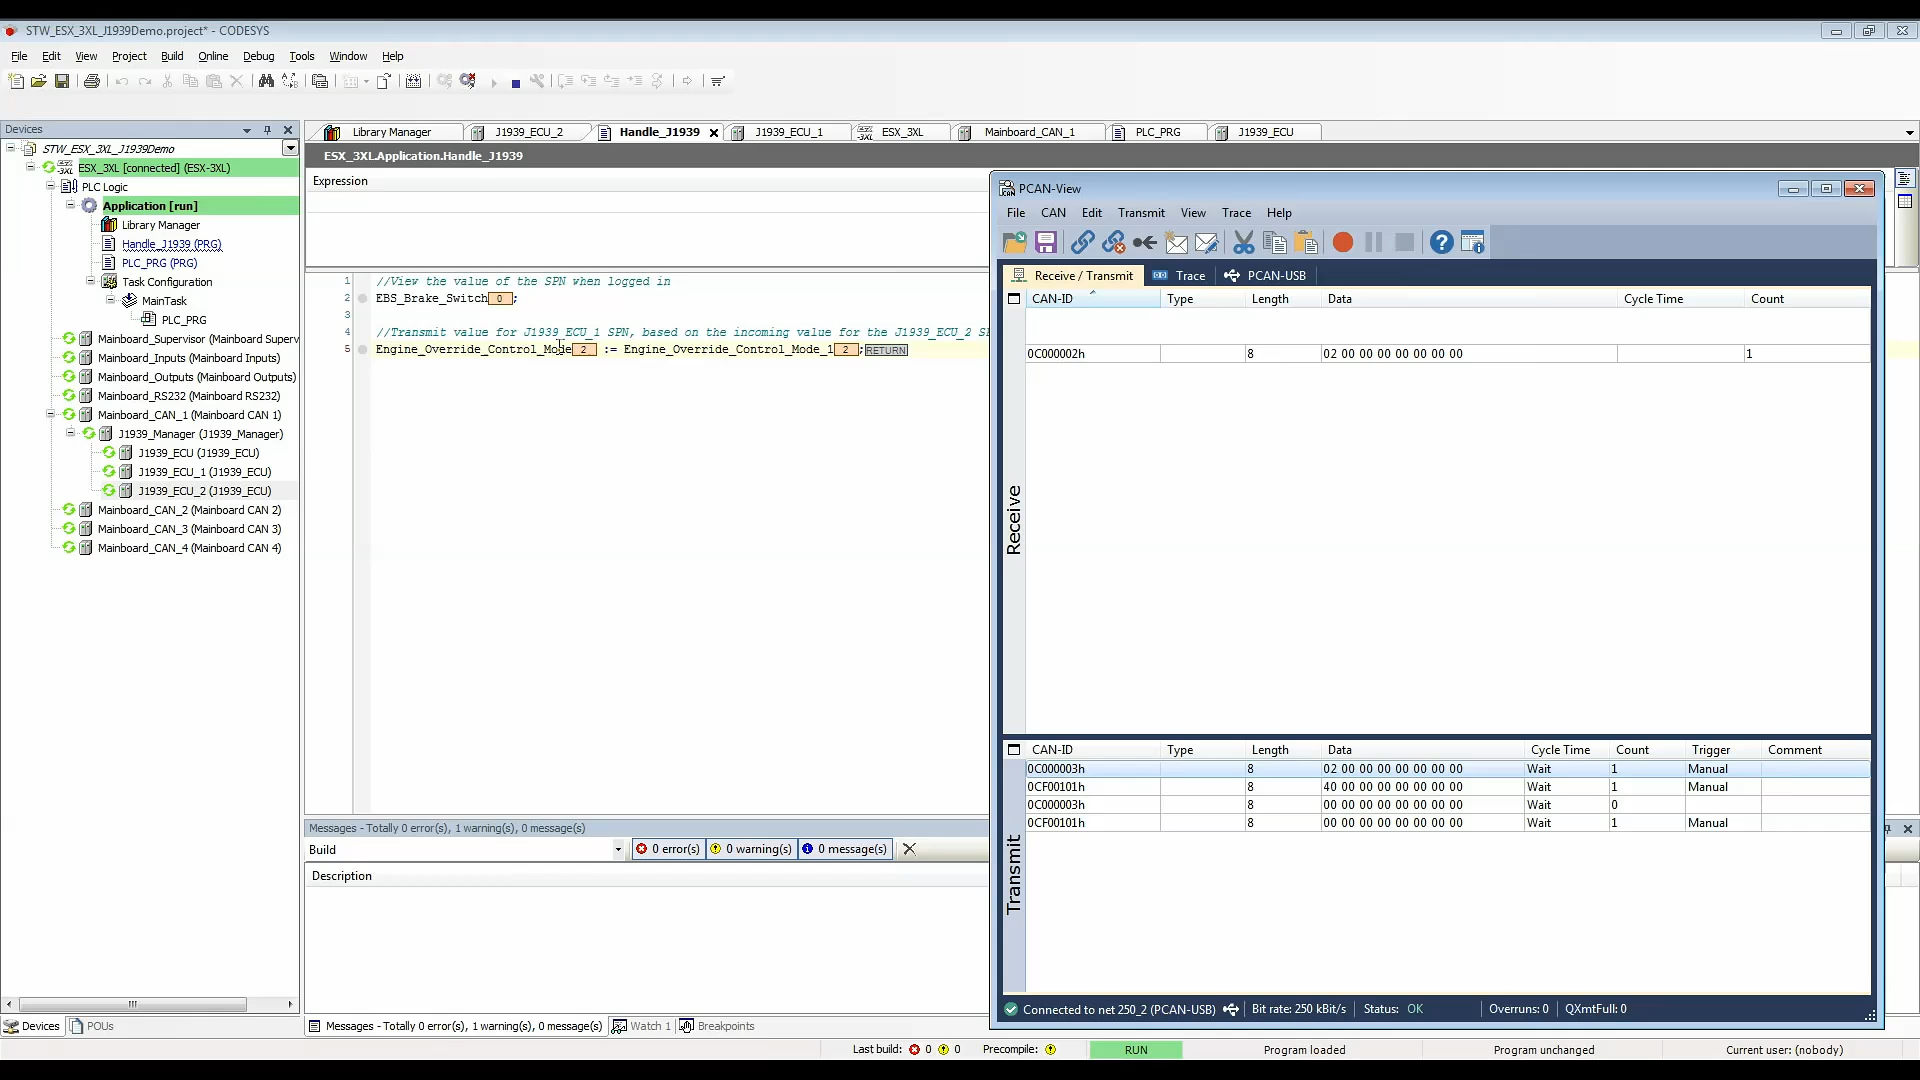 STW_ESX_3XL_J1939Demo.project* - CODESYS
File Edit View Project Build Online Debug Tools Window Help
Devices
STW_ESX_3XL_J1939Demo
ESX_3XL [connected] (ESX-3XL)
PLC Logic
Application [run]
Library Manager
Handle_J1939 (PRG)
PLC_PRG (PRG)
Task Configuration
MainTask
PLC_PRG
Mainboard_Supervisor (Mainboard Superv
Mainboard_Inputs (Mainboard Inputs)
Mainboard_Outputs (Mainboard Outputs)
Mainboard_RS232 (Mainboard RS232)
Mainboard_CAN_1 (Mainboard CAN 1)
J1939_Manager (J1939_Manager)
J1939_ECU (J1939_ECU)
J1939_ECU_1 (J1939_ECU)
J1939_ECU_2 (J1939_ECU)
Mainboard_CAN_2 (Mainboard CAN 2)
Mainboard_CAN_3 (Mainboard CAN 3)
Mainboard_CAN_4 (Mainboard CAN 4)
Devices POUs
Library Manager J1939_ECU_2 Handle_J1939 J1939_ECU_1 ESX_3XL Mainboard_CAN_1 PLC_PRG J1939_ECU
ESX_3XL.Application.Handle_J1939
Expression
1 //View the value of the SPN when logged in
2 EBS_Brake_Switch 0 ;
3
4 //Transmit value for J1939_ECU_1 SPN, based on the incoming value for the J1939_ECU_2 S
5 Engine_Override_Control_Mode 2 := Engine_Override_Control_Mode_1 2 ; RETURN
Messages - Totally 0 error(s), 1 warning(s), 0 message(s)
Build 0 error(s) 0 warning(s) 0 message(s)
Description
Messages - Totally 0 error(s), 1 warning(s), 0 message(s) Watch 1 Breakpoints
PCAN-View
File CAN Edit Transmit View Trace Help
Receive / Transmit Trace PCAN-USB
CAN-ID Type Length Data Cycle Time Count
0C000002h 8 02 00 00 00 00 00 00 00 1
Receive
CAN-ID Type Length Data Cycle Time Count Trigger Comment
0C000003h 8 02 00 00 00 00 00 00 00 Wait 1 Manual
0CF00101h 8 40 00 00 00 00 00 00 00 Wait 1 Manual
0C000003h 8 00 00 00 00 00 00 00 00 Wait 0
0CF00101h 8 00 00 00 00 00 00 00 00 Wait 1 Manual
Transmit
Connected to net 250_2 (PCAN-USB) Bit rate: 250 kBit/s Status: OK Overruns: 0 QXmtFull: 0
Last build: 0 0 Precompile: RUN Program loaded Program unchanged Current user: (nobody)